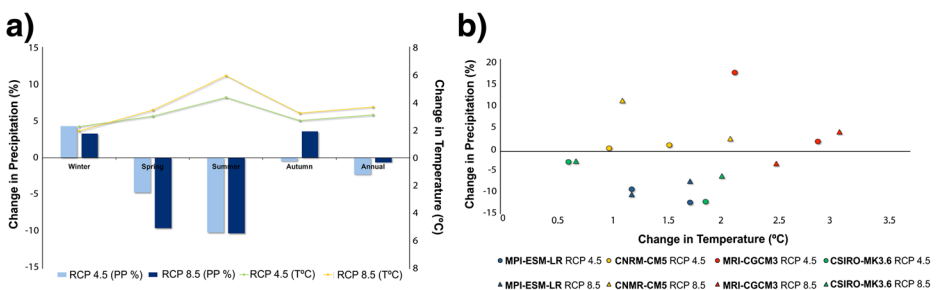 a)
Change in Precipitation (%)
15
10
5
0
-5
-10
-15
8
6
4
2
0
2
4
6
8
Change in Temperature (ºC)
Winter
Spring
Summer
Autumn
Annual
RCP 4.5 (PP %)
RCP 8.5 (PP %)
RCP 4.5 (TºC)
RCP 8.5 (TºC)
b)
Change in Precipitation (%)
20
15
10
5
0
-5
-10
-15
0
0.5
1
1.5
2
2.5
3
3.5
Change in Temperature (ºC)
MPI-ESM-LR RCP 4.5
CNRM-CM5 RCP 4.5
MRI-CGCM3 RCP 4.5
CSIRO-MK3.6 RCP 4.5
MPI-ESM-LR RCP 8.5
CNMR-CM5 RCP 8.5
MRI-CGCM3 RCP 8.5
CSIRO-MK3.6 RCP 8.5